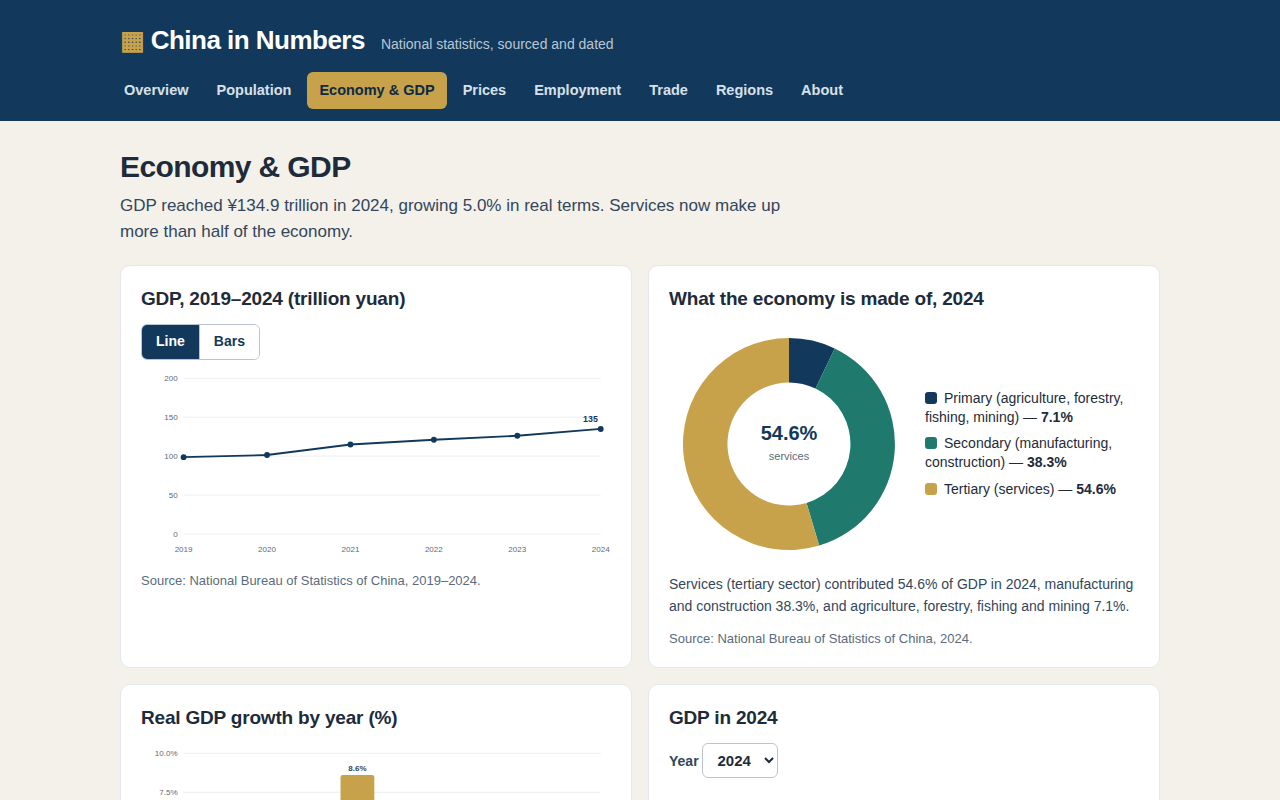 China in Numbers
National statistics, sourced and dated
Overview
Population
Economy & GDP
Prices
Employment
Trade
Regions
About
Economy & GDP
GDP reached ¥134.9 trillion in 2024, growing 5.0% in real terms. Services now make up
more than half of the economy.
GDP, 2019–2024 (trillion yuan)
Line
Bars
200
150
100
50
0
135
2019
2020
2021
2022
2023
2024
Source: National Bureau of Statistics of China, 2019–2024.
What the economy is made of, 2024
54.6%
services
Primary (agriculture, forestry,
fishing, mining) — 7.1%
Secondary (manufacturing,
construction) — 38.3%
Tertiary (services) — 54.6%
Services (tertiary sector) contributed 54.6% of GDP in 2024, manufacturing
and construction 38.3%, and agriculture, forestry, fishing and mining 7.1%.
Source: National Bureau of Statistics of China, 2024.
Real GDP growth by year (%)
10.0%
8.6%
7.5%
GDP in 2024
Year
2024